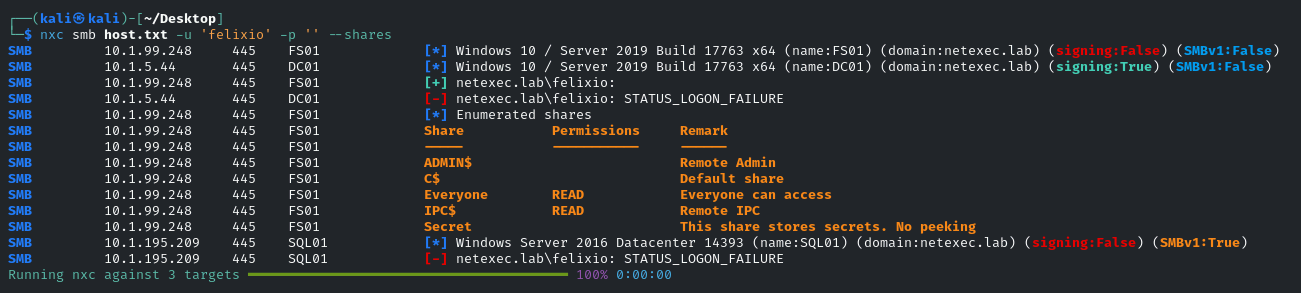 ┌──(kali㉿kali)-[~/Desktop]
└─$ nxc smb host.txt -u 'felixio' -p '' --shares
SMB 10.1.99.248 445 FS01 [*] Windows 10 / Server 2019 Build 17763 x64 (name:FS01) (domain:netexec.lab) (signing:False) (SMBv1:False)
SMB 10.1.5.44 445 DC01 [*] Windows 10 / Server 2019 Build 17763 x64 (name:DC01) (domain:netexec.lab) (signing:True) (SMBv1:False)
SMB 10.1.99.248 445 FS01 [+] netexec.lab\felixio:
SMB 10.1.5.44 445 DC01 [-] netexec.lab\felixio: STATUS_LOGON_FAILURE
SMB 10.1.99.248 445 FS01 [*] Enumerated shares
SMB 10.1.99.248 445 FS01 Share Permissions Remark
SMB 10.1.99.248 445 FS01 ----- ----------- ------
SMB 10.1.99.248 445 FS01 ADMIN$ Remote Admin
SMB 10.1.99.248 445 FS01 C$ Default share
SMB 10.1.99.248 445 FS01 Everyone READ Everyone can access
SMB 10.1.99.248 445 FS01 IPC$ READ Remote IPC
SMB 10.1.99.248 445 FS01 Secret This share stores secrets. No peeking
SMB 10.1.195.209 445 SQL01 [*] Windows Server 2016 Datacenter 14393 (name:SQL01) (domain:netexec.lab) (signing:False) (SMBv1:True)
SMB 10.1.195.209 445 SQL01 [-] netexec.lab\felixio: STATUS_LOGON_FAILURE
Running nxc against 3 targets 100% 0:00:00